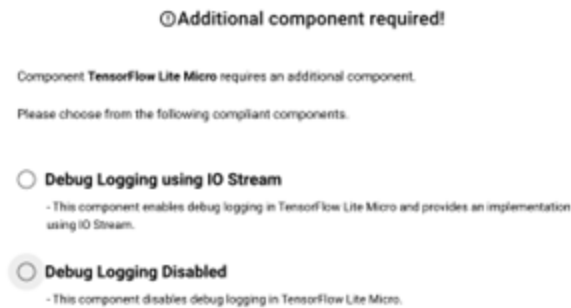 Additional component required!
Component TensorFlow Lite Micro requires an additional component.
Please choose from the following compliant components.
Debug Logging using IO Stream
- This component enables debug logging in TensorFlow Lite Micro and provides an implementation
using IO Stream.
Debug Logging Disabled
- This component disables debug logging in TensorFlow Lite Micro.